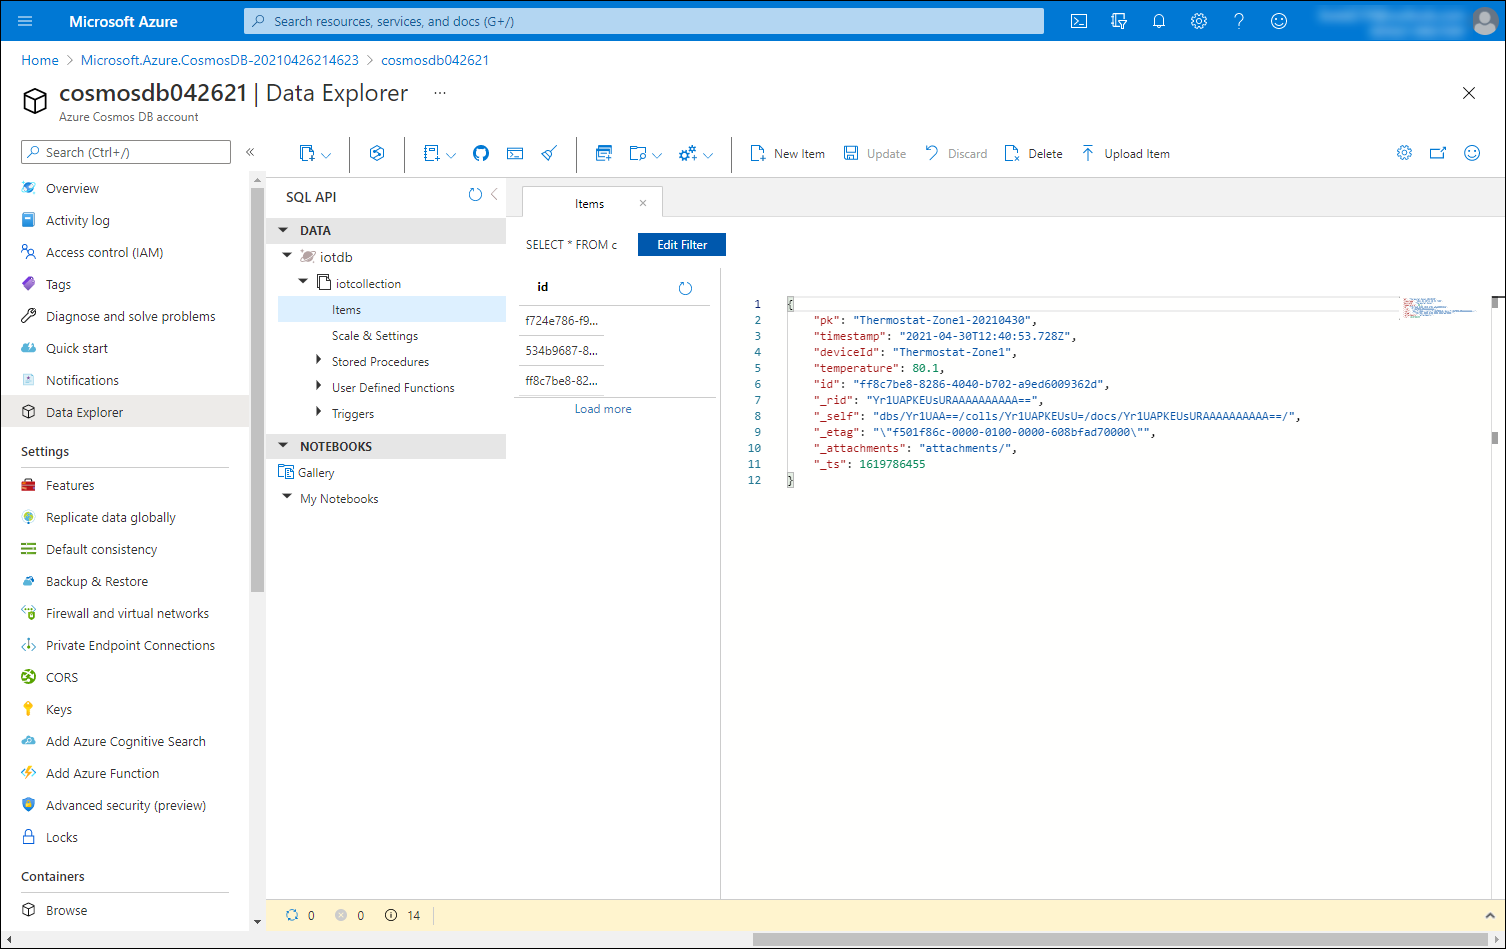 Microsoft Azure
Search resources, services, and docs (G+/)
Home > Microsoft.Azure.CosmosDB-20210426214623 > cosmosdb042621
cosmosdb042621 | Data Explorer ...
Azure Cosmos DB account
Search (Ctrl+/)
«
Overview
Activity log
Access control (IAM)
Tags
Diagnose and solve problems
Quick start
Notifications
Data Explorer
Settings
Features
Replicate data globally
Default consistency
Backup & Restore
Firewall and virtual networks
Private Endpoint Connections
CORS
Keys
Add Azure Cognitive Search
Add Azure Function
Advanced security (preview)
Locks
Containers
Browse
New Item
Update
Discard
Delete
Upload Item
SQL API
DATA
iotdb
iotcollection
Items
Scale & Settings
Stored Procedures
User Defined Functions
Triggers
NOTEBOOKS
Gallery
My Notebooks
Items
SELECT * FROM c
Edit Filter
id
f724e786-f9...
534b9687-8...
ff8c7be8-82...
Load more
1 {
2 "pk": "Thermostat-Zone1-20210430",
3 "timestamp": "2021-04-30T12:40:53.728Z",
4 "deviceId": "Thermostat-Zone1",
5 "temperature": 80.1,
6 "id": "ff8c7be8-8286-4040-b702-a9ed6009362d",
7 "_rid": "Yr1UAPKEUsURAAAAAAAAAA==",
8 "_self": "dbs/Yr1UAA==/colls/Yr1UAPKEUsU=/docs/Yr1UAPKEUsURAAAAAAAAAA==/",
9 "_etag": "\"f501f86c-0000-0100-0000-608bfad70000\"",
10 "_attachments": "attachments/",
11 "_ts": 1619786455
12 }
0
0
14